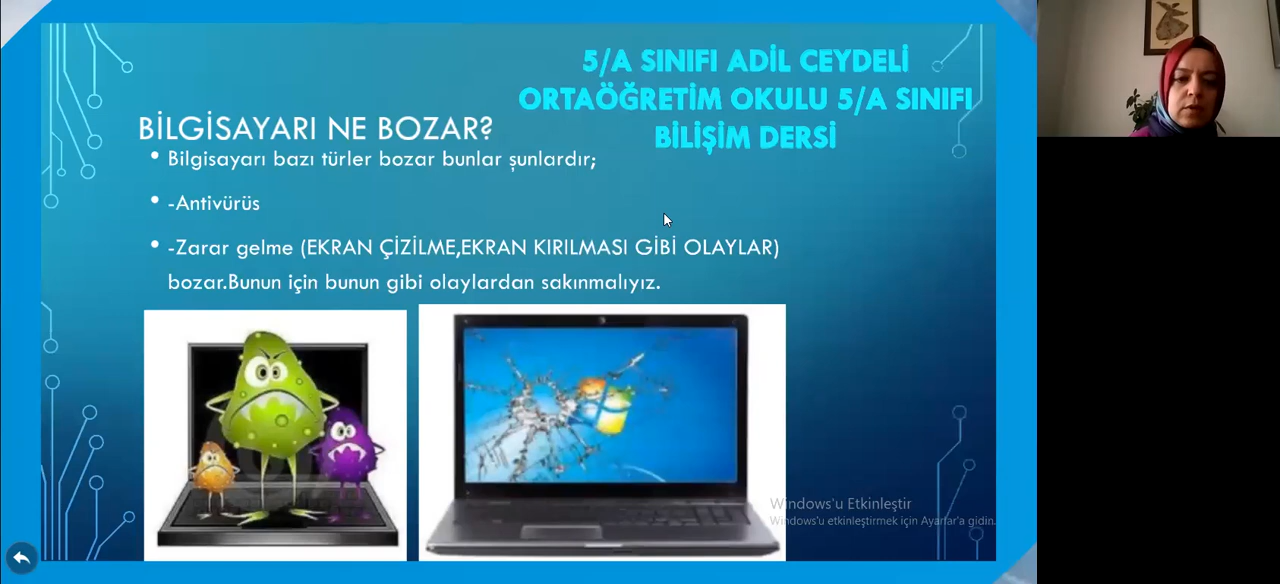 5/A SINIFI ADİL CEYDELİ
ORTAÖĞRETİM OKULU 5/A SINIFI
BİLİŞİM DERSİ
BİLGİSAYARI NE BOZAR?
• Bilgisayarı bazı türler bozar bunlar şunlardır;
• -Antivürüs
• -Zarar gelme (EKRAN ÇİZİLME,EKRAN KIRILMASI GİBİ OLAYLAR)
bozar.Bunun için bunun gibi olaylardan sakınmalıyız.
Windows'u Etkinleştir
Windows'u etkinleştirmek için Ayarlar'a gidin.